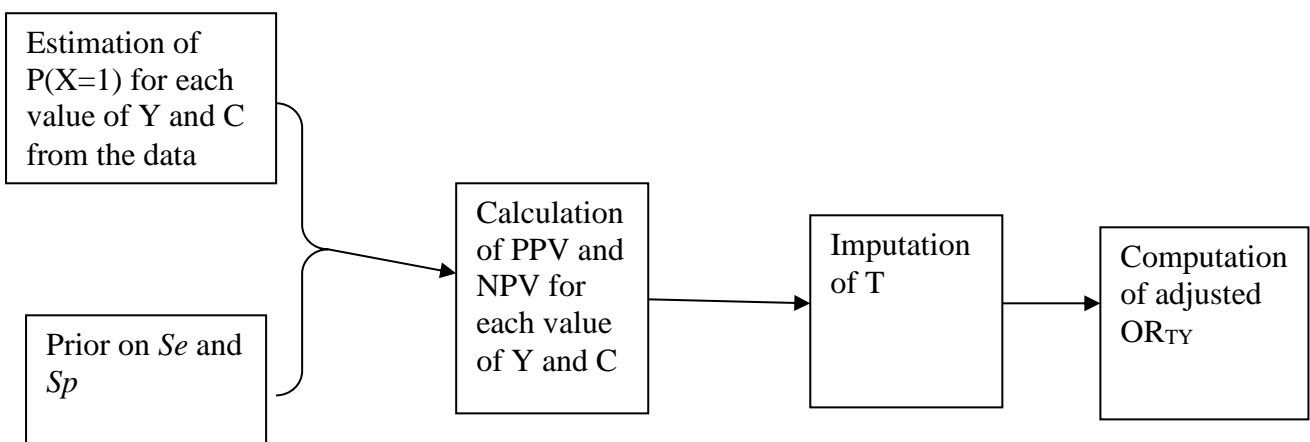 Estimation of
P(X=1) for each
value of Y and C
from the data
Prior on Se and
Sp
Calculation
of PPV and
NPV for
each value
of Y and C
Imputation
of T
Computation
of adjusted
ORTY